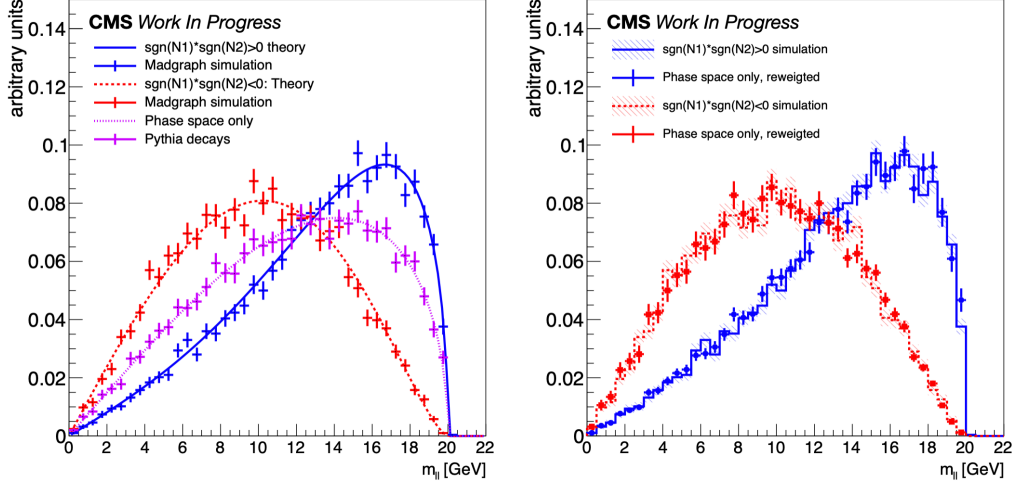 CMS Work In Progress
sgn(N1)*sgn(N2)>0 theory
Madgraph simulation
sgn(N1)*sgn(N2)<0: Theory
Madgraph simulation
Phase space only
Pythia decays
arbitrary units
0.14
0.12
0.1
0.08
0.06
0.04
0.02
0
0 2 4 6 8 10 12 14 16 18 20 22
m_ll [GeV]
CMS Work In Progress
sgn(N1)*sgn(N2)>0 simulation
Phase space only, reweigted
sgn(N1)*sgn(N2)<0 simulation
Phase space only, reweigted
arbitrary units
0.14
0.12
0.1
0.08
0.06
0.04
0.02
0
0 2 4 6 8 10 12 14 16 18 20 22
m_ll [GeV]